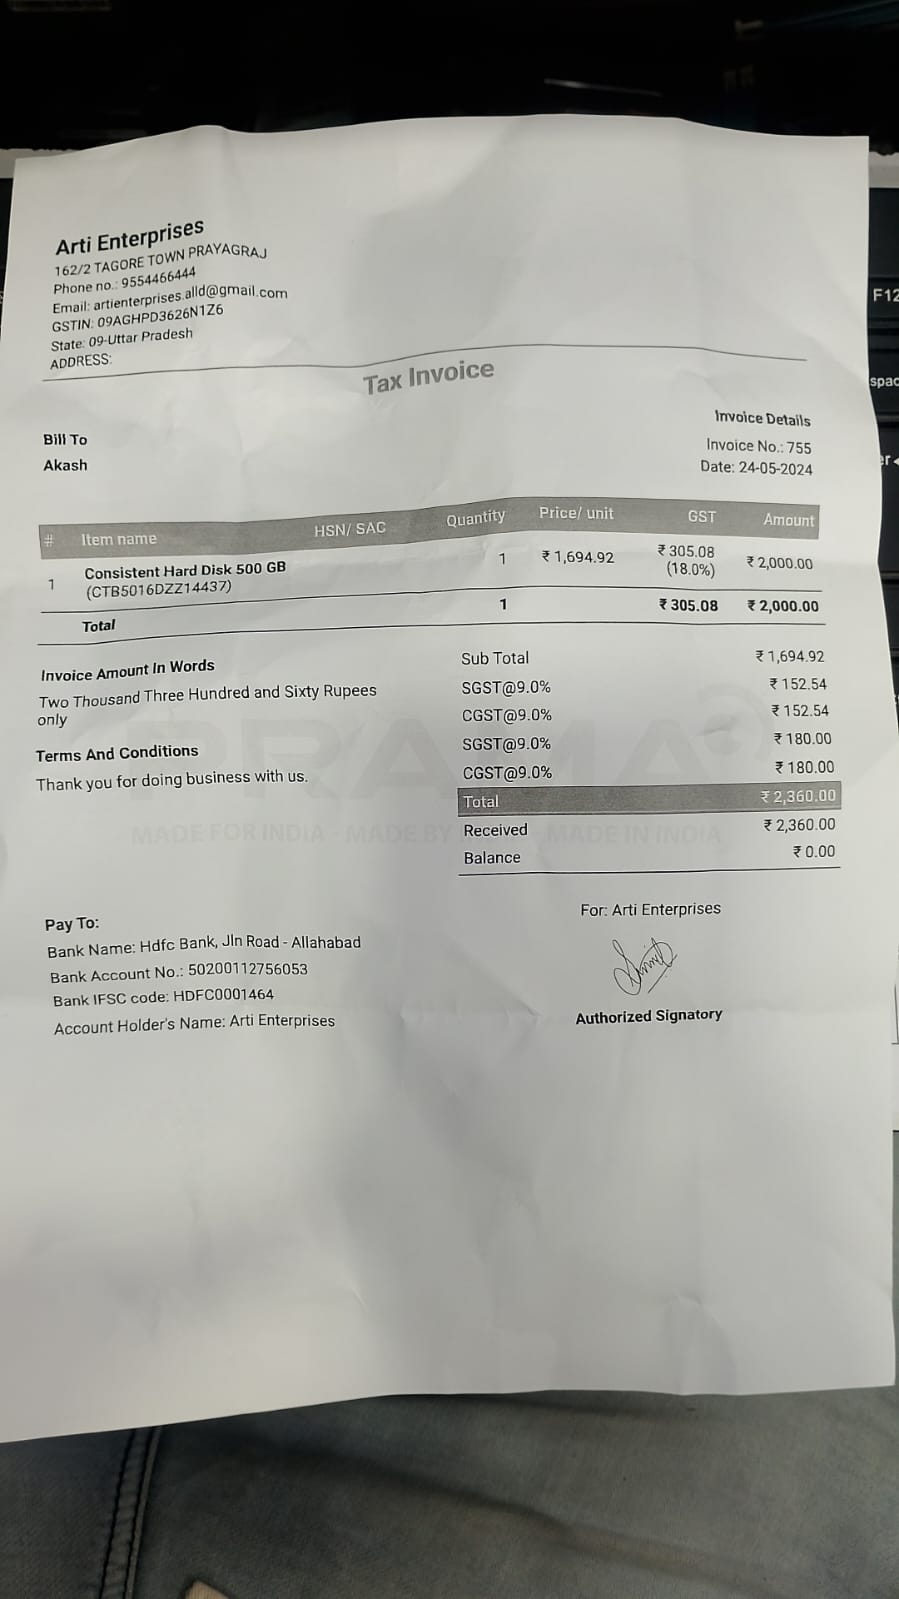 Arti Enterprises
162/2 TAGORE TOWN PRAYAGRAJ
Phone no.: 9554466444
Email: artienterprises.alld@gmail.com
GSTIN: 09AGHPD3626N1Z6
State: 09-Uttar Pradesh
ADDRESS:
Tax Invoice
Bill To
Akash
Invoice Details
Invoice No.: 755
Date: 24-05-2024
# Item name HSN/ SAC Quantity Price/ unit GST Amount
1 Consistent Hard Disk 500 GB 1 ₹ 1,694.92 ₹ 305.08 ₹ 2,000.00
(CTB5016DZZ14437) (18.0%)
Total 1 ₹ 305.08 ₹ 2,000.00
Invoice Amount In Words
Two Thousand Three Hundred and Sixty Rupees
only
Terms And Conditions
Thank you for doing business with us.
Sub Total ₹ 1,694.92
SGST@9.0% ₹ 152.54
CGST@9.0% ₹ 152.54
SGST@9.0% ₹ 180.00
CGST@9.0% ₹ 180.00
Total ₹ 2,360.00
Received ₹ 2,360.00
Balance ₹ 0.00
PRAMA
MADE FOR INDIA - MADE BY INDIA - MADE IN INDIA
Pay To:
Bank Name: Hdfc Bank, Jln Road - Allahabad
Bank Account No.: 50200112756053
Bank IFSC code: HDFC0001464
Account Holder's Name: Arti Enterprises
For: Arti Enterprises
Authorized Signatory
F12